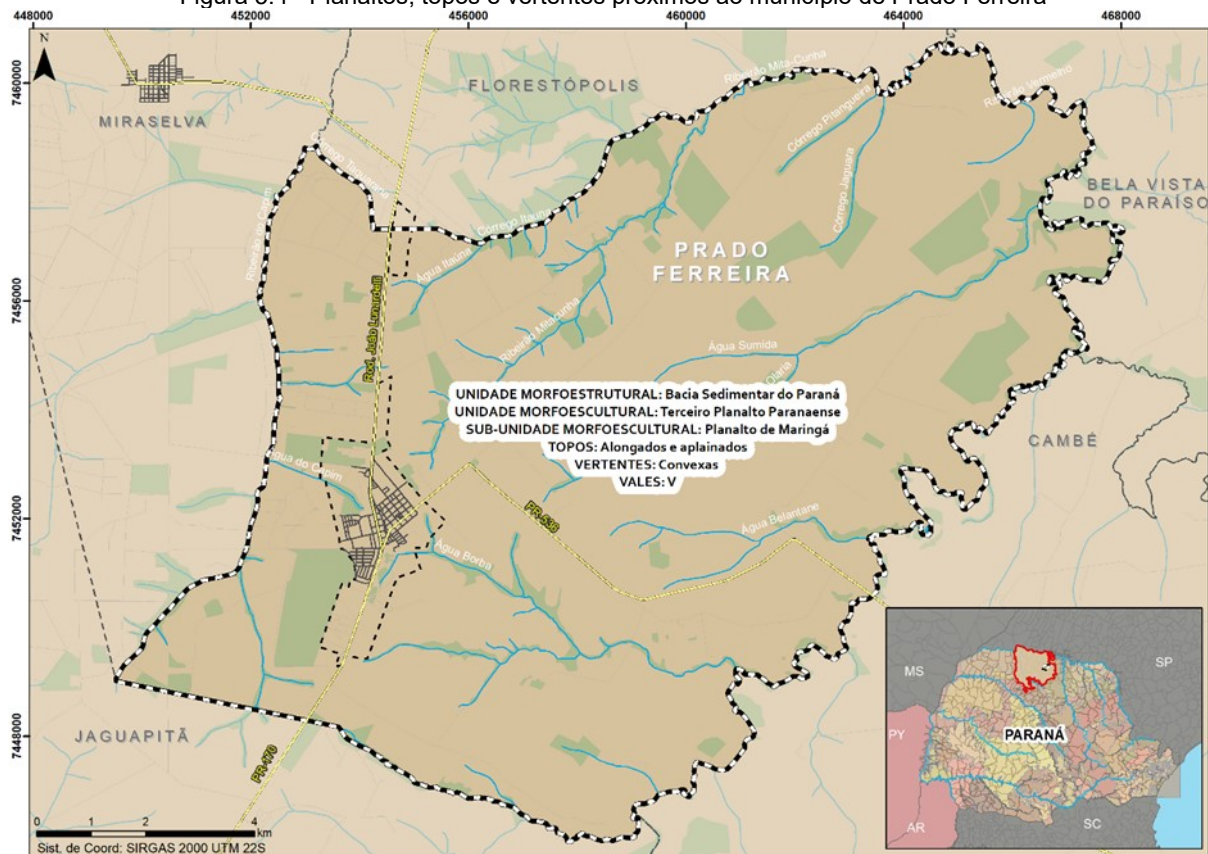 Figura 3.4 - Planaltos, topos e vertentes próximos ao município de Prado Ferreira
448000
452000
456000
460000
464000
468000
7460000
7456000
7452000
7448000
N
MIRASELVA
FLORESTÓPOLIS
Ribeirão Mita-Cunha
Córrego Pitangueira
Ribeirão Vermelho
Córrego Jaguara
BELA VISTA
DO PARAÍSO
Ribeirão do Capim
Córrego Itaúna
Água Itaúna
PRADO
FERREIRA
Rod. João Lunardelli
Ribeirão Mitacunha
Água Sumida
Diaria
UNIDADE MORFOESTRUTURAL: Bacia Sedimentar do Paraná
UNIDADE MORFOESCULTURAL: Terceiro Planalto Paranaense
SUB-UNIDADE MORFOESCULTURAL: Planalto de Maringá
TOPOS: Alongados e aplainados
VERTENTES: Convexas
VALES: V
CAMBÉ
Água do Capim
PR-536
Água Belantane
Água Borba
JAGUAPITÃ
PR-170
MS
SP
PY
PARANÁ
AR
SC
0 1 2 4
km
Sist. de Coord: SIRGAS 2000 UTM 22S